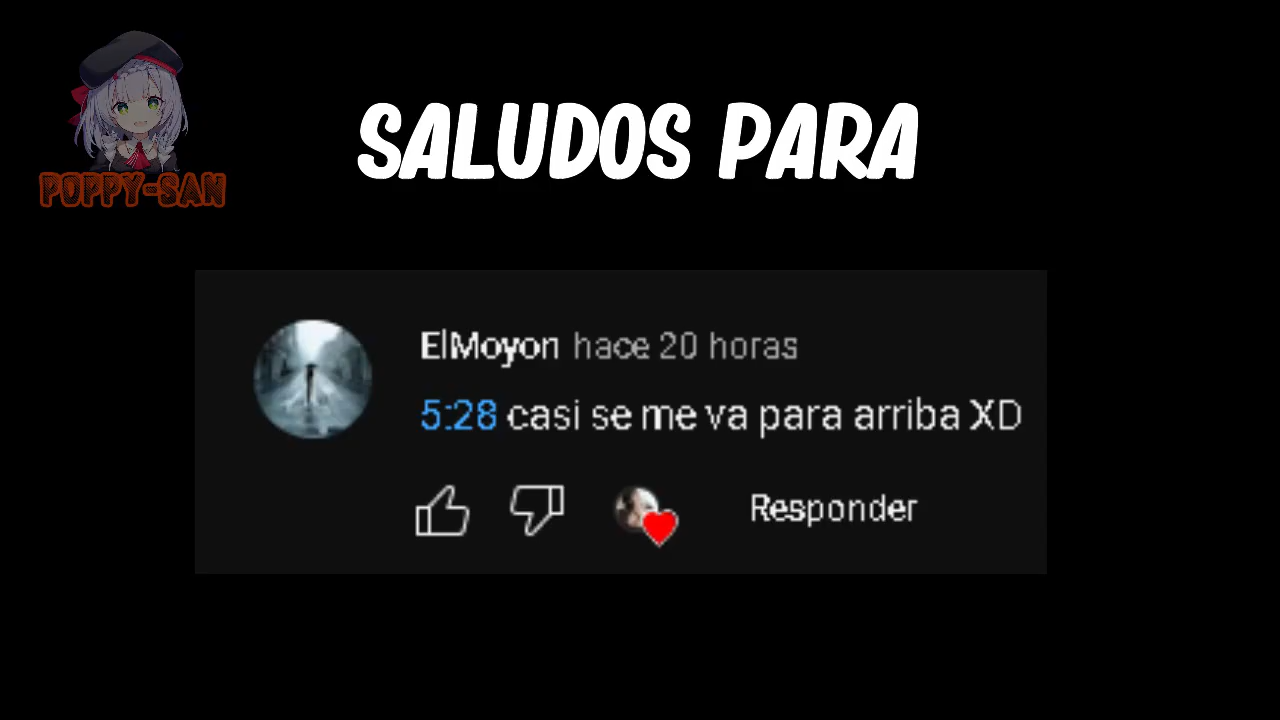 SALUDOS PARA
POPPY-SAN
ElMoyon hace 20 horas
5:28 casi se me va para arriba XD
Responder